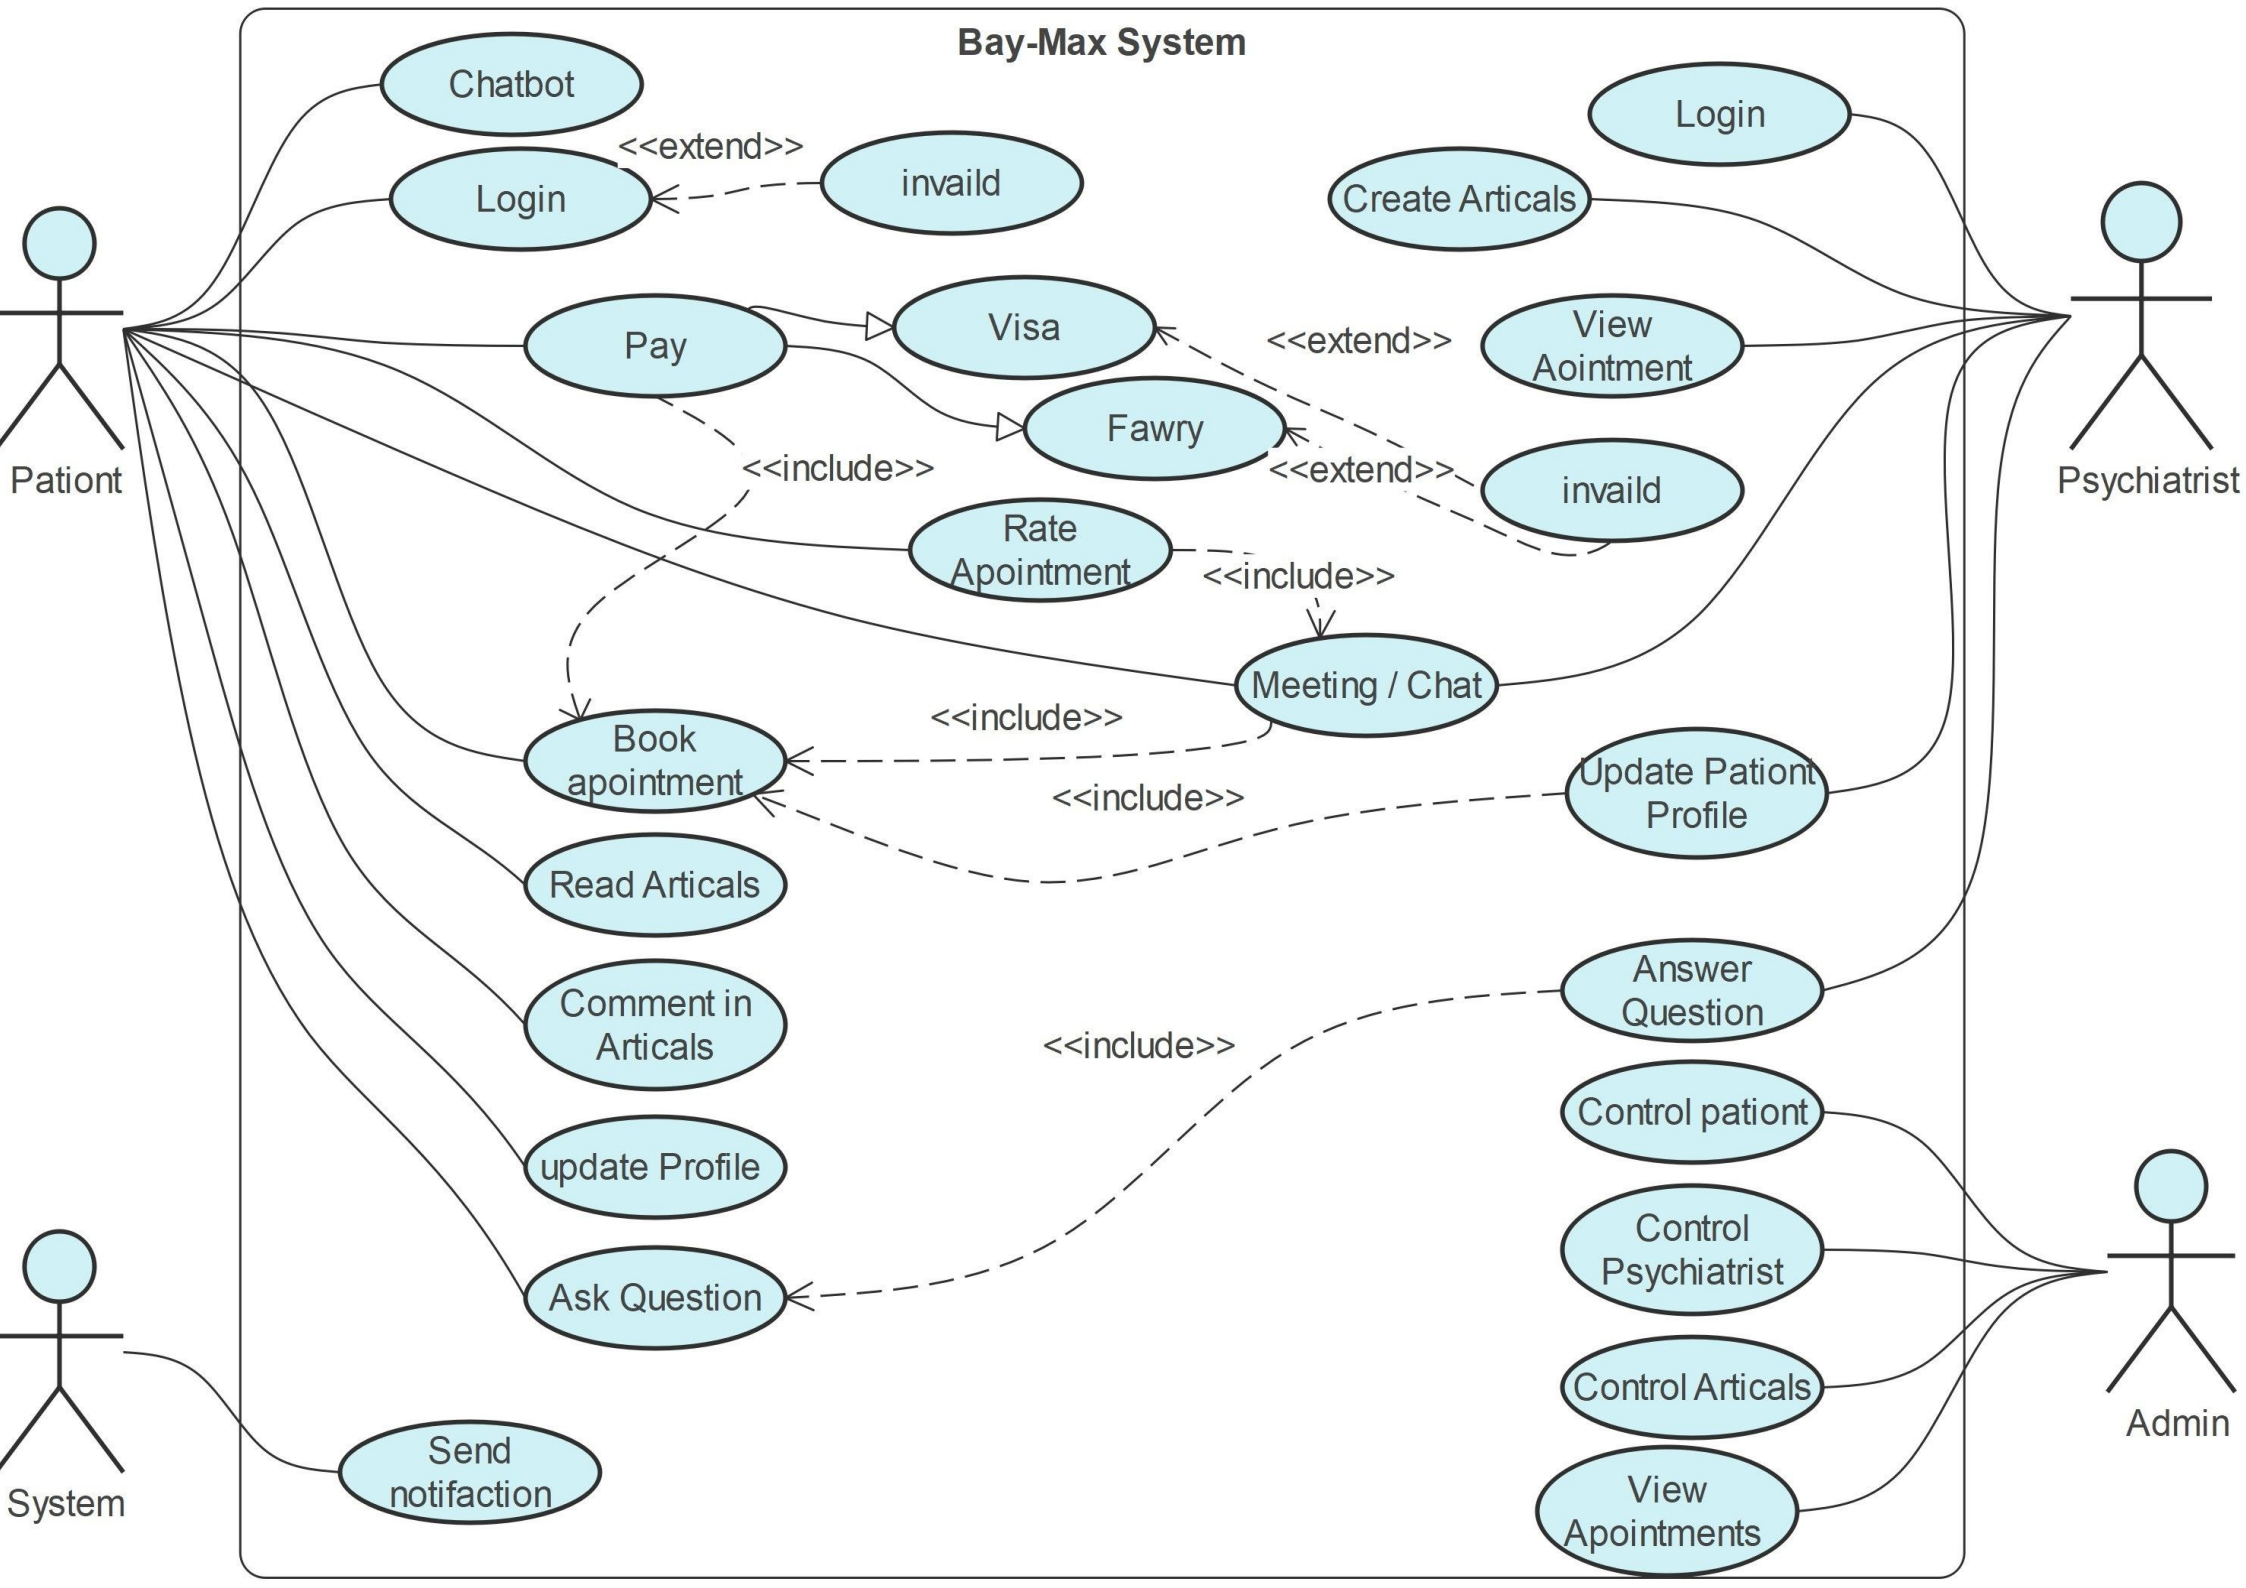 Bay-Max System
Chatbot
Login
<<extend>>
invaild
Login
Create Articals
Pay
Visa
<<extend>>
View
Aointment
Fawry
<<include>>
<<extend>>
invaild
Pationt
Psychiatrist
Rate
Apointment
<<include>>
Meeting / Chat
<<include>>
Book
apointment
<<include>>
Update Pationt
Profile
Read Articals
Comment in
Articals
Answer
Question
<<include>>
Control pationt
update Profile
Control
Psychiatrist
Ask Question
Control Articals
Admin
Send
notifaction
System
View
Apointments